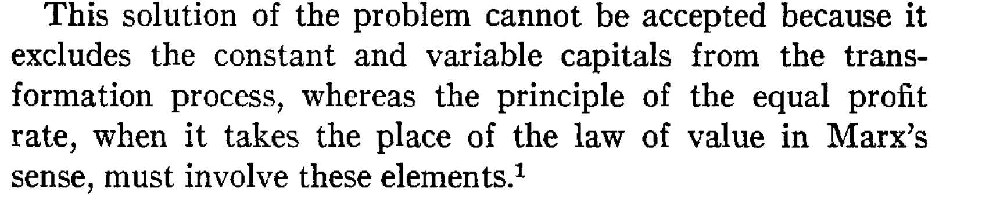 This solution of the problem cannot be accepted because it
excludes the constant and variable capitals from the trans-
formation process, whereas the principle of the equal profit
rate, when it takes the place of the law of value in Marx's
sense, must involve these elements.¹